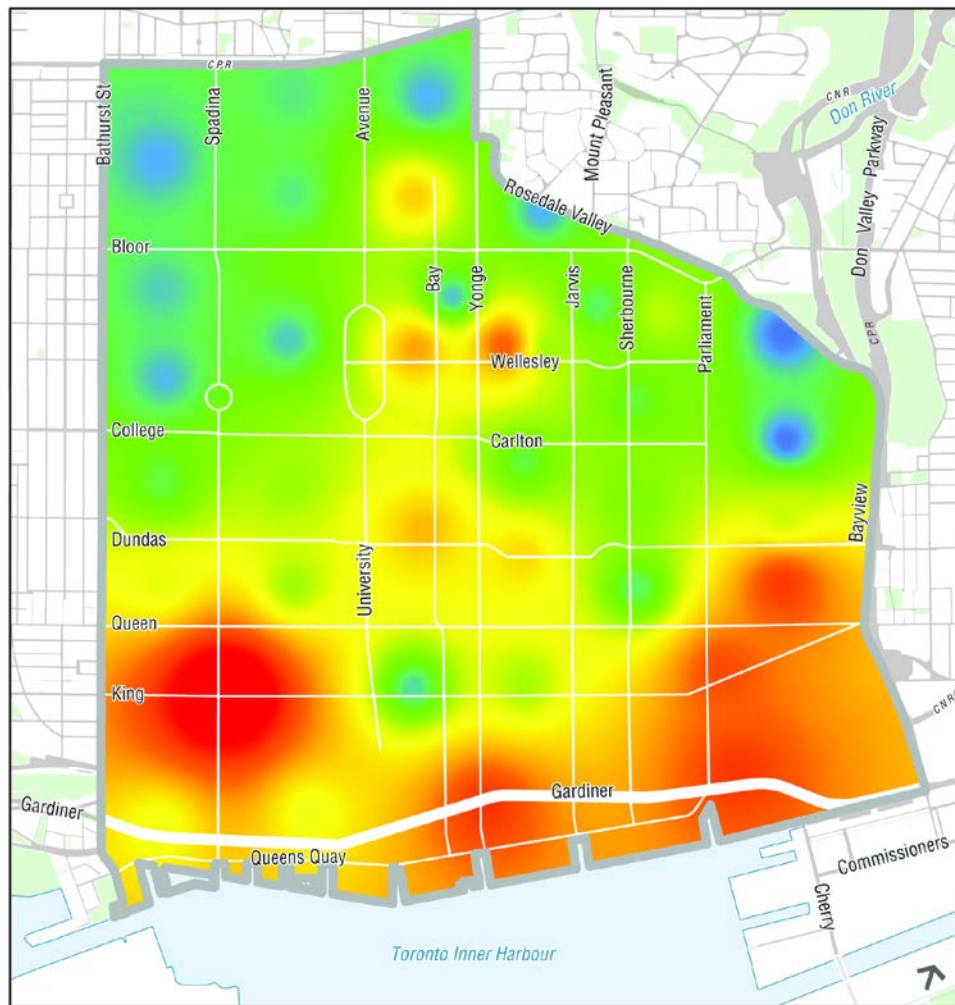 CPR
Bathurst St
Spadina
Avenue
Mount Pleasant
CNR
Don River
Don Valley Parkway
Rosedale Valley
Bloor
Bay
Yonge
Jarvis
Sherbourne
Parliament
CPR
Wellesley
College
Carlton
Bayview
Dundas
University
Queen
King
CNR
Gardiner
Gardiner
Queens Quay
Commissioners
Cherry
Toronto Inner Harbour